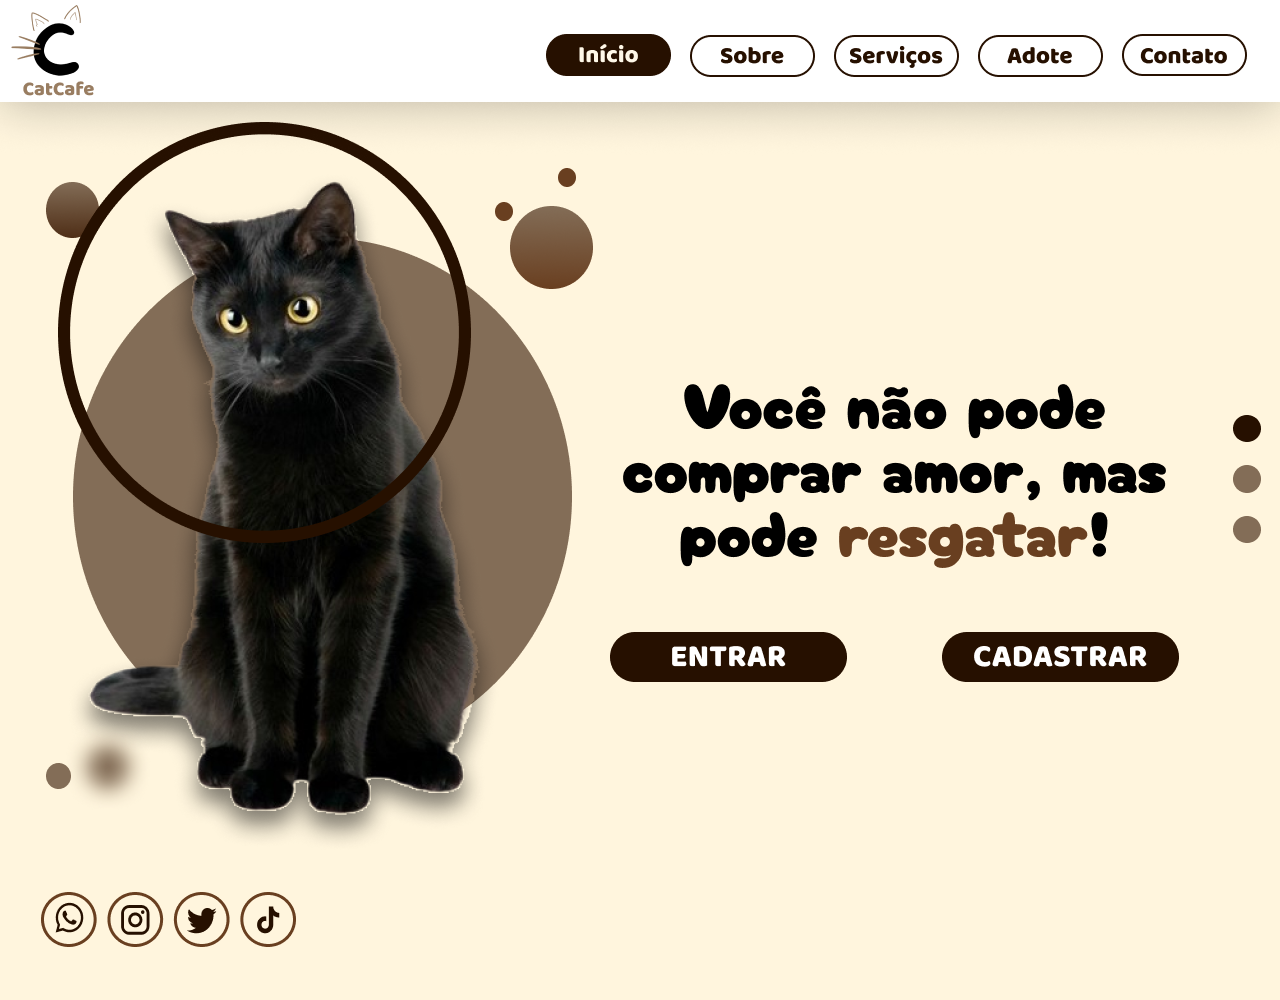 C
CatCafe
Início
Sobre
Serviços
Adote
Contato
Você não pode
comprar amor, mas
pode resgatar!
ENTRAR
CADASTRAR